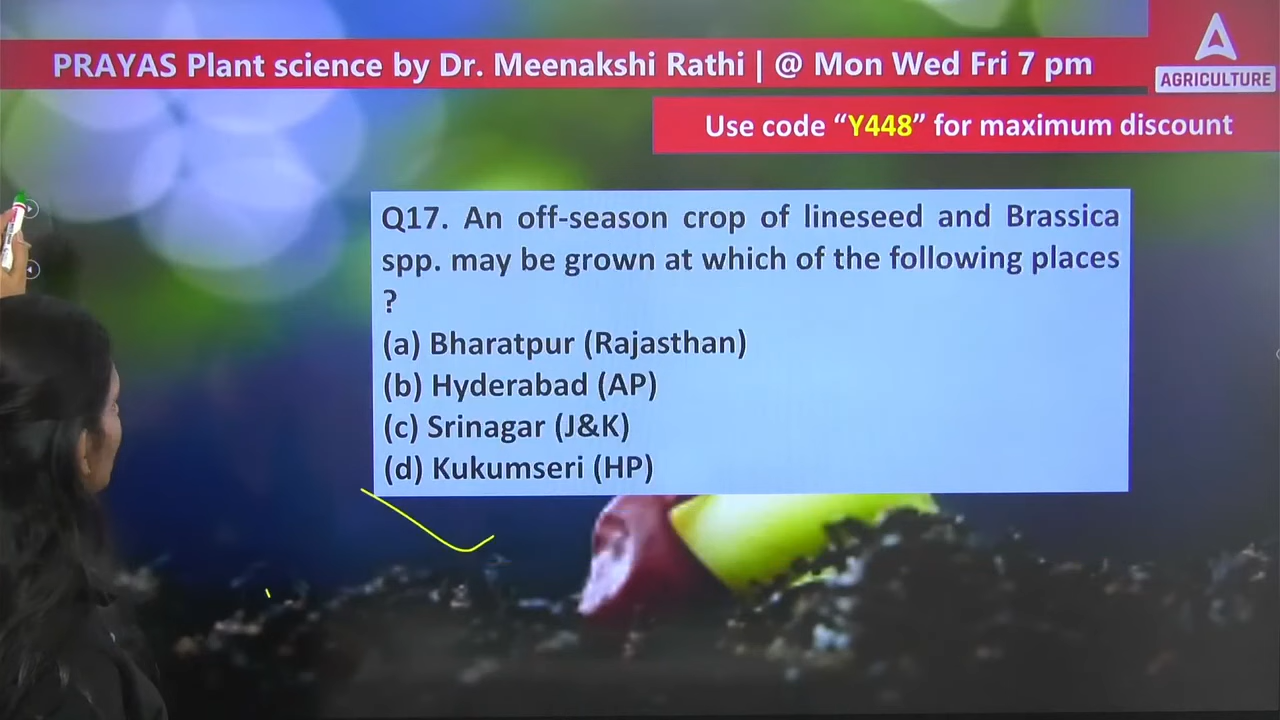 PRAYAS Plant science by Dr. Meenakshi Rathi | @ Mon Wed Fri 7 pm
AGRICULTURE
Use code “Y448” for maximum discount
Q17. An off-season crop of lineseed and Brassica
spp. may be grown at which of the following places
?
(a) Bharatpur (Rajasthan)
(b) Hyderabad (AP)
(c) Srinagar (J&K)
(d) Kukumseri (HP)